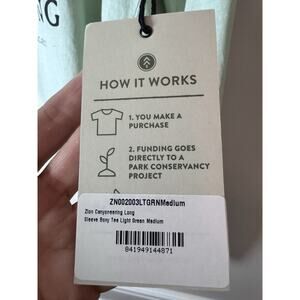 NG
HOW IT WORKS
1. YOU MAKE A
PURCHASE
2. FUNDING GOES
DIRECTLY TO A
PARK CONSERVANCY
PROJECT
ZN002003LTGRNMedium
Zion Canyoneering Long
Sleeve Boxy Tee Light Green Medium
841949144871